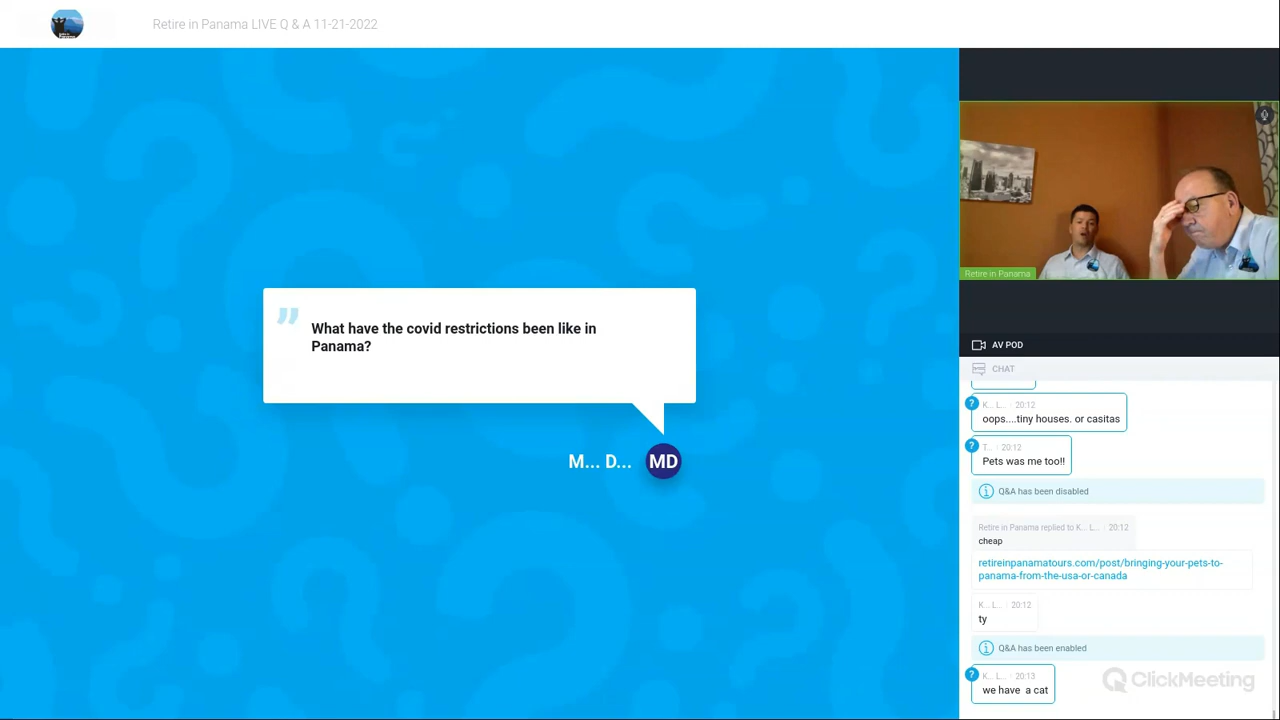 Retire in Panama LIVE Q & A 11-21-2022
What have the covid restrictions been like in
Panama?
M... D...
MD
Retire in Panama
AV POD
CHAT
K... L... · 20:12
oops....tiny houses. or casitas
T... · 20:12
Pets was me too!!
Q&A has been disabled
Retire in Panama replied to K... L... · 20:12
cheap
retireinpanamatours.com/post/bringing-your-pets-to-
panama-from-the-usa-or-canada
K... L... · 20:12
ty
Q&A has been enabled
K... L... · 20:13
we have a cat
ClickMeeting